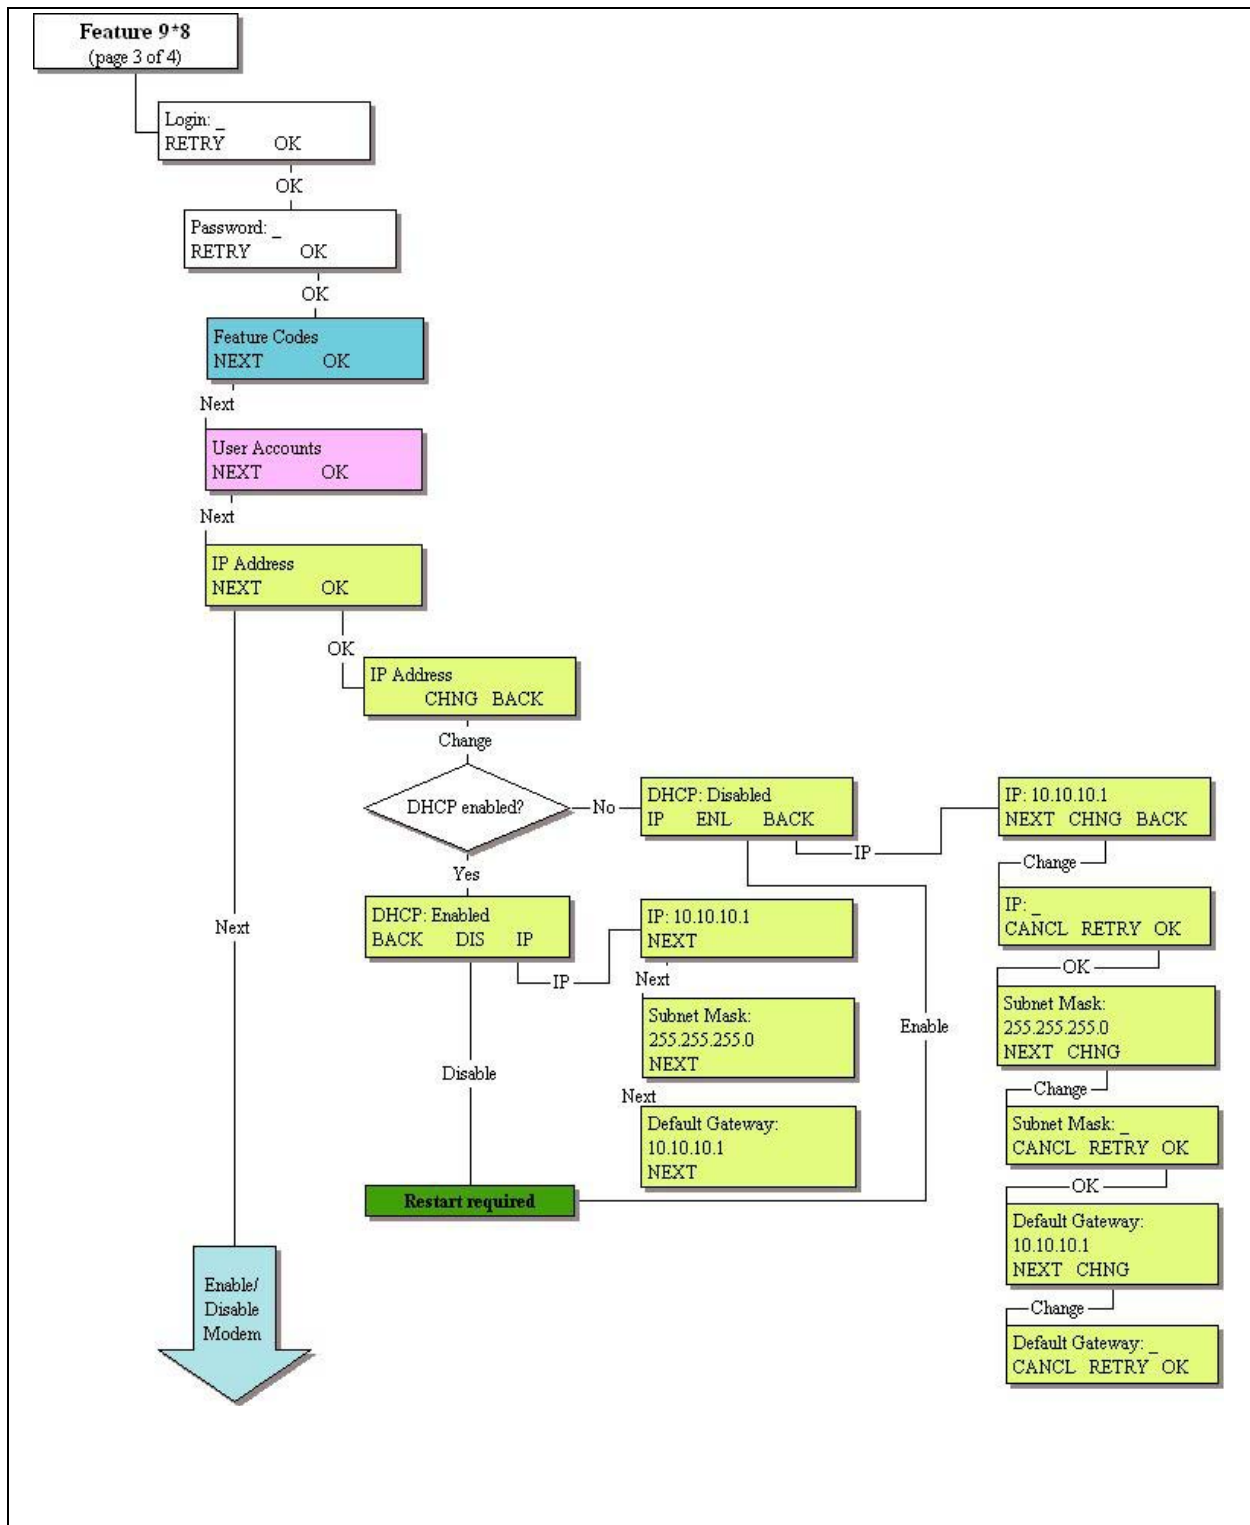 Feature 9*8
(page 3 of 4)
Login: _
RETRY OK
OK
Password: _
RETRY OK
OK
Feature Codes
NEXT OK
Next
User Accounts
NEXT OK
Next
IP Address
NEXT OK
OK
IP Address
CHNG BACK
Change
DHCP enabled?
No
DHCP: Disabled
IP ENL BACK
IP
IP: 10.10.10.1
NEXT CHNG BACK
Change
IP: _
CANCL RETRY OK
OK
Subnet Mask:
255.255.255.0
NEXT CHNG
Change
Subnet Mask: _
CANCL RETRY OK
OK
Default Gateway:
10.10.10.1
NEXT CHNG
Change
Default Gateway: _
CANCL RETRY OK
Yes
DHCP: Enabled
BACK DIS IP
IP
IP: 10.10.10.1
NEXT
Next
Subnet Mask:
255.255.255.0
NEXT
Next
Default Gateway:
10.10.10.1
NEXT
Enable
Disable
Restart required
Next
Enable/
Disable
Modem